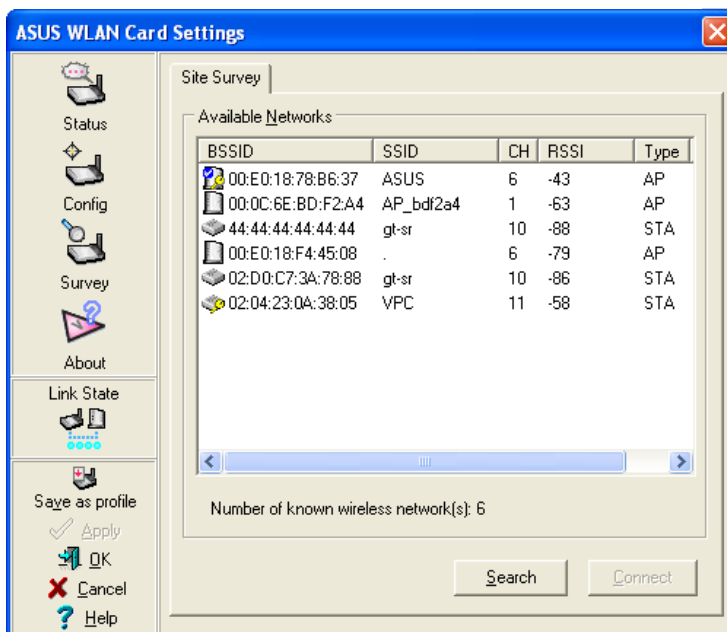 ASUS WLAN Card Settings
Status
Config
Survey
About
Link State
Save as profile
Apply
OK
Cancel
Help
Site Survey
Available Networks
BSSID SSID CH RSSI Type
00:E0:18:78:B6:37 ASUS 6 -43 AP
00:0C:6E:BD:F2:A4 AP_bdf2a4 1 -63 AP
44:44:44:44:44:44 gt-sr 10 -88 STA
00:E0:18:F4:45:08 . 6 -79 AP
02:D0:C7:3A:78:88 gt-sr 10 -86 STA
02:04:23:0A:38:05 VPC 11 -58 STA
Number of known wireless network(s): 6
Search Connect